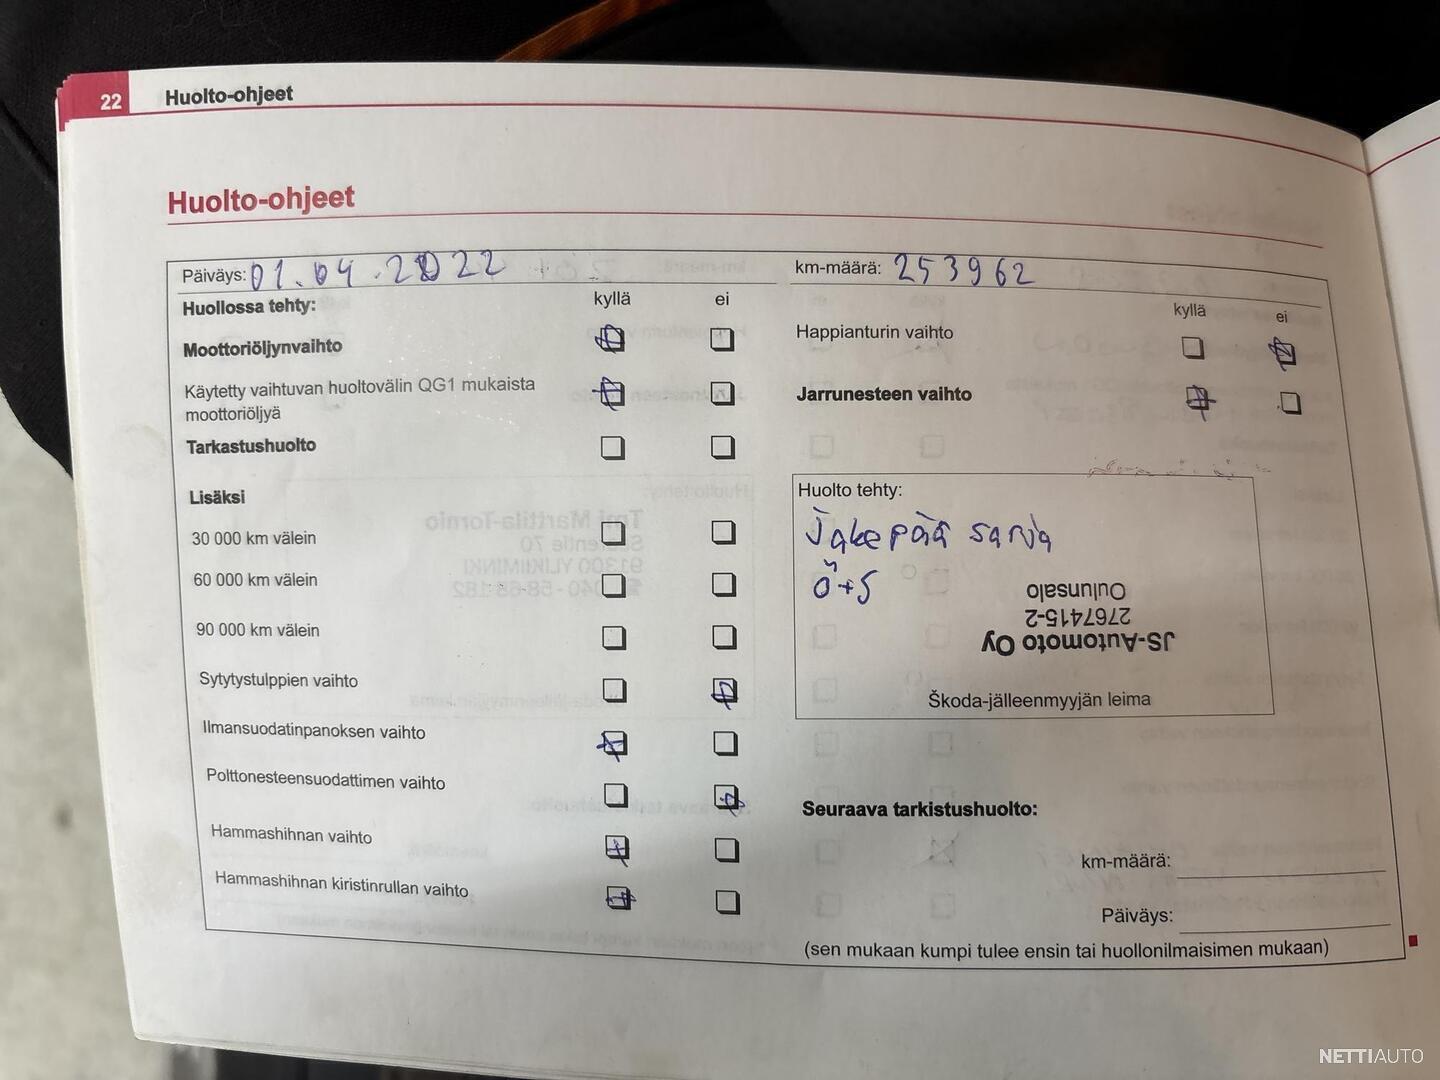 22 Huolto-ohjeet
Huolto-ohjeet
Päiväys: 01.04.2022
Huollossa tehty: kyllä ei
Moottoriöljynvaihto
Käytetty vaihtuvan huoltovälin QG1 mukaista
moottoriöljyä
Tarkastushuolto
Lisäksi
30 000 km välein
60 000 km välein
90 000 km välein
Sytytystulppien vaihto
Ilmansuodatinpanoksen vaihto
Polttonesteensuodattimen vaihto
Hammashihnan vaihto
Hammashihnan kiristinrullan vaihto
km-määrä: 253962
kyllä ei
Happianturin vaihto
Jarrunesteen vaihto
Huolto tehty:
Jakopää sarja
Ö+S
JS-Automoto Oy
2767415-2
Oulunsalo
Škoda-jälleenmyyjän leima
Seuraava tarkistushuolto:
km-määrä:
Päiväys:
(sen mukaan kumpi tulee ensin tai huollonilmaisimen mukaan)
NETTIAUTO